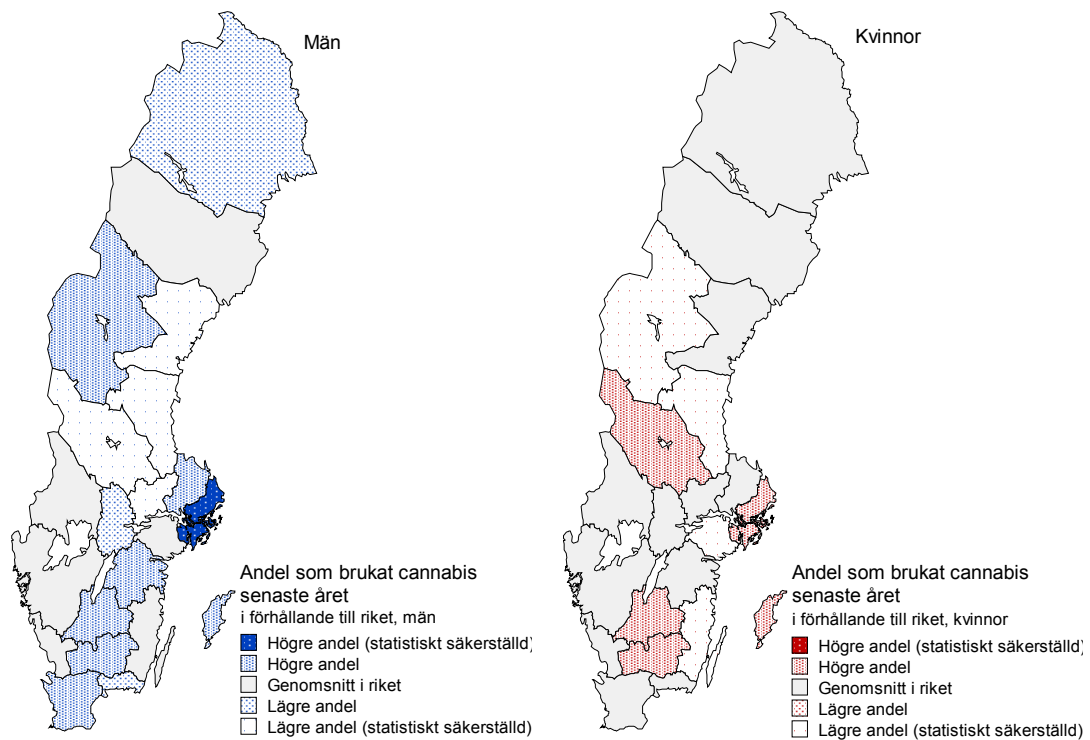 Män
Andel som brukat cannabis
senaste året
i förhållande till riket, män
Högre andel (statistiskt säkerställd)
Högre andel
Genomsnitt i riket
Lägre andel
Lägre andel (statistiskt säkerställd)
Kvinnor
Andel som brukat cannabis
senaste året
i förhållande till riket, kvinnor
Högre andel (statistiskt säkerställd)
Högre andel
Genomsnitt i riket
Lägre andel
Lägre andel (statistiskt säkerställd)